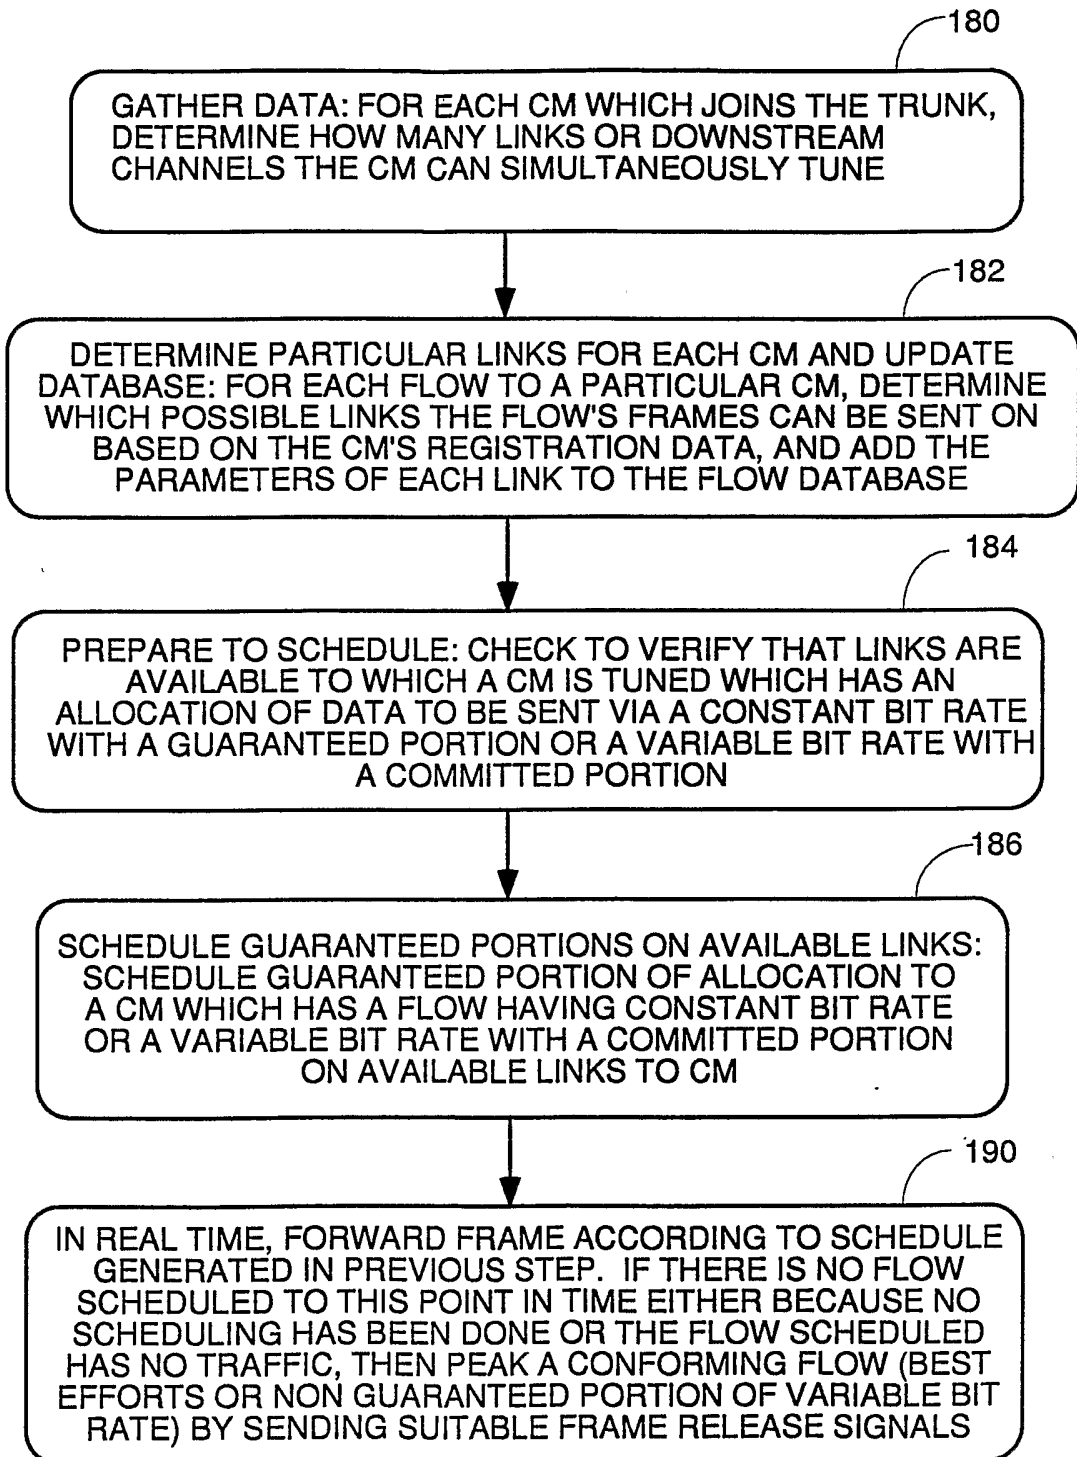 180
GATHER DATA: FOR EACH CM WHICH JOINS THE TRUNK,
DETERMINE HOW MANY LINKS OR DOWNSTREAM
CHANNELS THE CM CAN SIMULTANEOUSLY TUNE
182
DETERMINE PARTICULAR LINKS FOR EACH CM AND UPDATE
DATABASE: FOR EACH FLOW TO A PARTICULAR CM, DETERMINE
WHICH POSSIBLE LINKS THE FLOW'S FRAMES CAN BE SENT ON
BASED ON THE CM'S REGISTRATION DATA, AND ADD THE
PARAMETERS OF EACH LINK TO THE FLOW DATABASE
184
PREPARE TO SCHEDULE: CHECK TO VERIFY THAT LINKS ARE
AVAILABLE TO WHICH A CM IS TUNED WHICH HAS AN
ALLOCATION OF DATA TO BE SENT VIA A CONSTANT BIT RATE
WITH A GUARANTEED PORTION OR A VARIABLE BIT RATE WITH
A COMMITTED PORTION
186
SCHEDULE GUARANTEED PORTIONS ON AVAILABLE LINKS:
SCHEDULE GUARANTEED PORTION OF ALLOCATION TO
A CM WHICH HAS A FLOW HAVING CONSTANT BIT RATE
OR A VARIABLE BIT RATE WITH A COMMITTED PORTION
ON AVAILABLE LINKS TO CM
190
IN REAL TIME, FORWARD FRAME ACCORDING TO SCHEDULE
GENERATED IN PREVIOUS STEP. IF THERE IS NO FLOW
SCHEDULED TO THIS POINT IN TIME EITHER BECAUSE NO
SCHEDULING HAS BEEN DONE OR THE FLOW SCHEDULED
HAS NO TRAFFIC, THEN PEAK A CONFORMING FLOW (BEST
EFFORTS OR NON GUARANTEED PORTION OF VARIABLE BIT
RATE) BY SENDING SUITABLE FRAME RELEASE SIGNALS